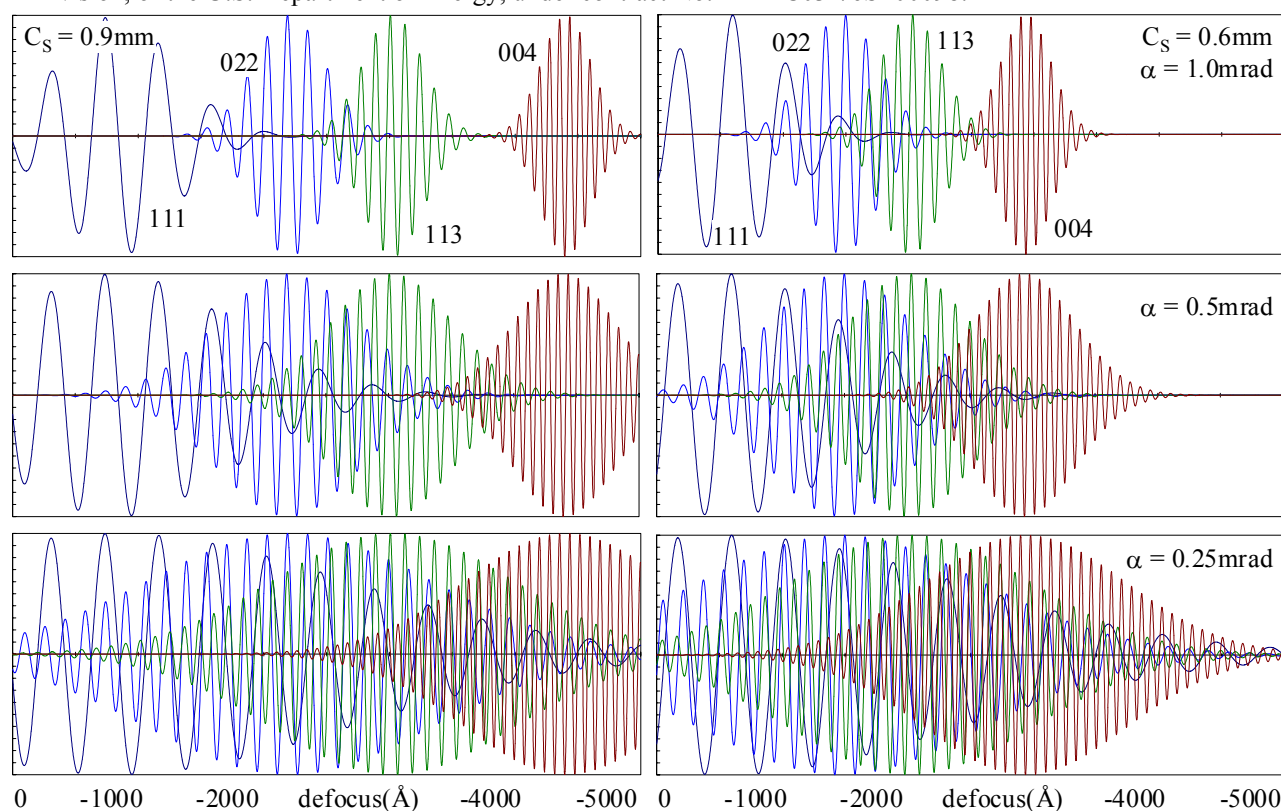 C_S = 0.9mm
022
113
004
111
113
C_S = 0.6mm
α = 1.0mrad
022
113
111
004
α = 0.5mrad
α = 0.25mrad
0 -1000 -2000 defocus(Å) -4000 -5000
0 -1000 -2000 defocus(Å) -4000 -5000